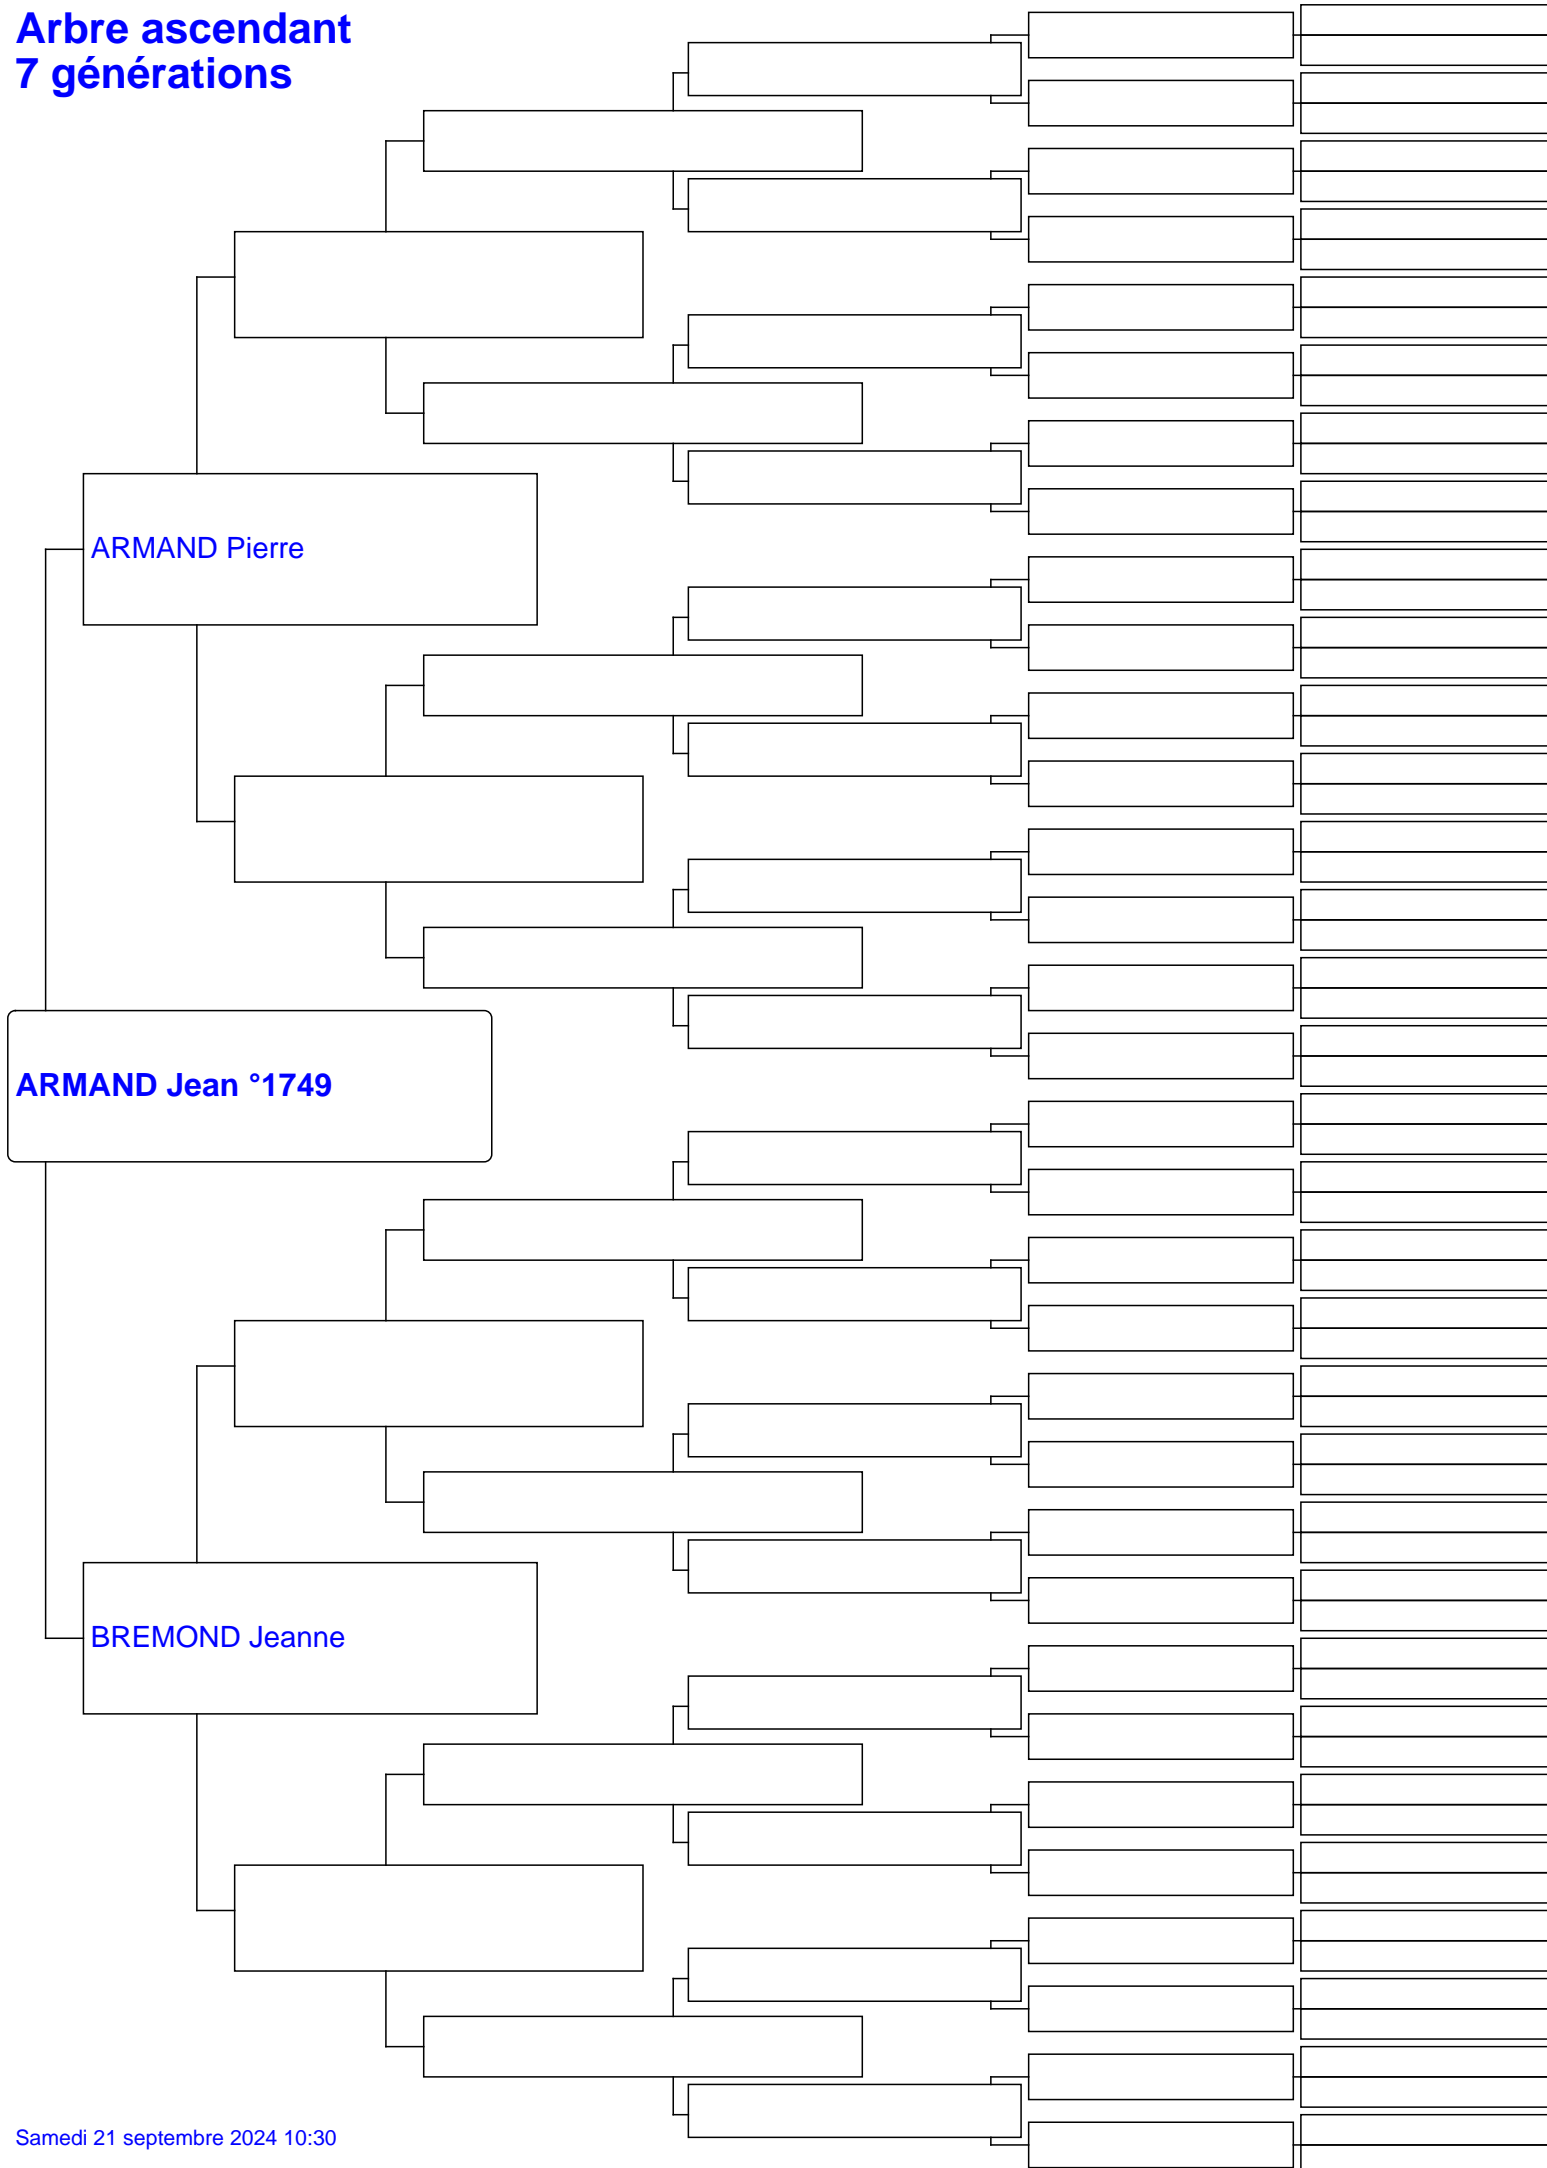 Arbre ascendant
7 générations
ARMAND Pierre
ARMAND Jean °1749
BREMOND Jeanne
Samedi 21 septembre 2024 10:30